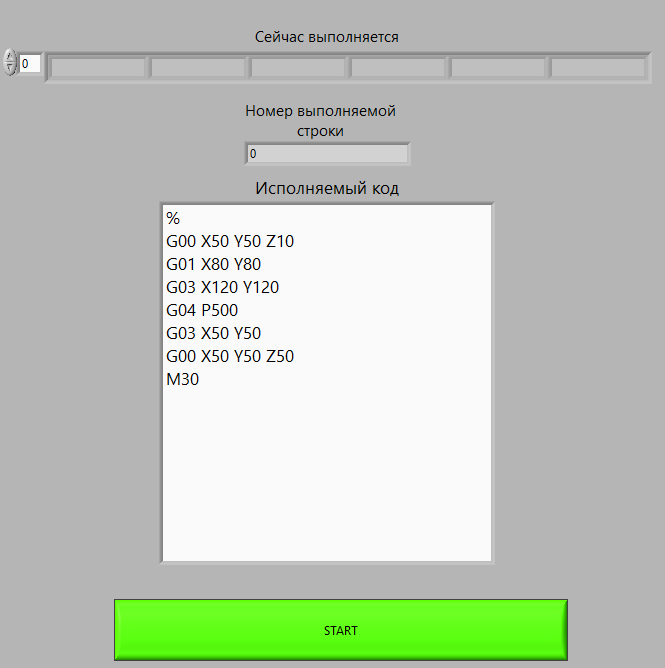 Сейчас выполняется
0
Номер выполняемой
строки
0
Исполняемый код
%
G00 X50 Y50 Z10
G01 X80 Y80
G03 X120 Y120
G04 P500
G03 X50 Y50
G00 X50 Y50 Z50
M30
START